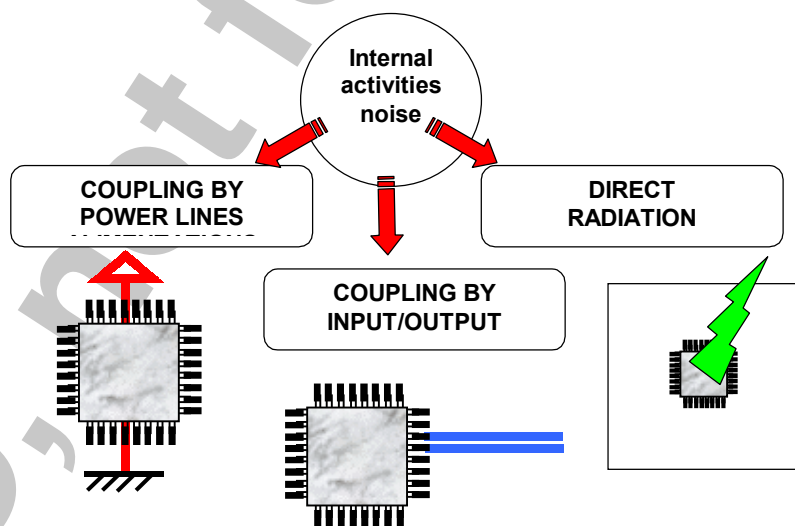 Internal
activities
noise
COUPLING BY
POWER LINES
DIRECT
RADIATION
COUPLING BY
INPUT/OUTPUT